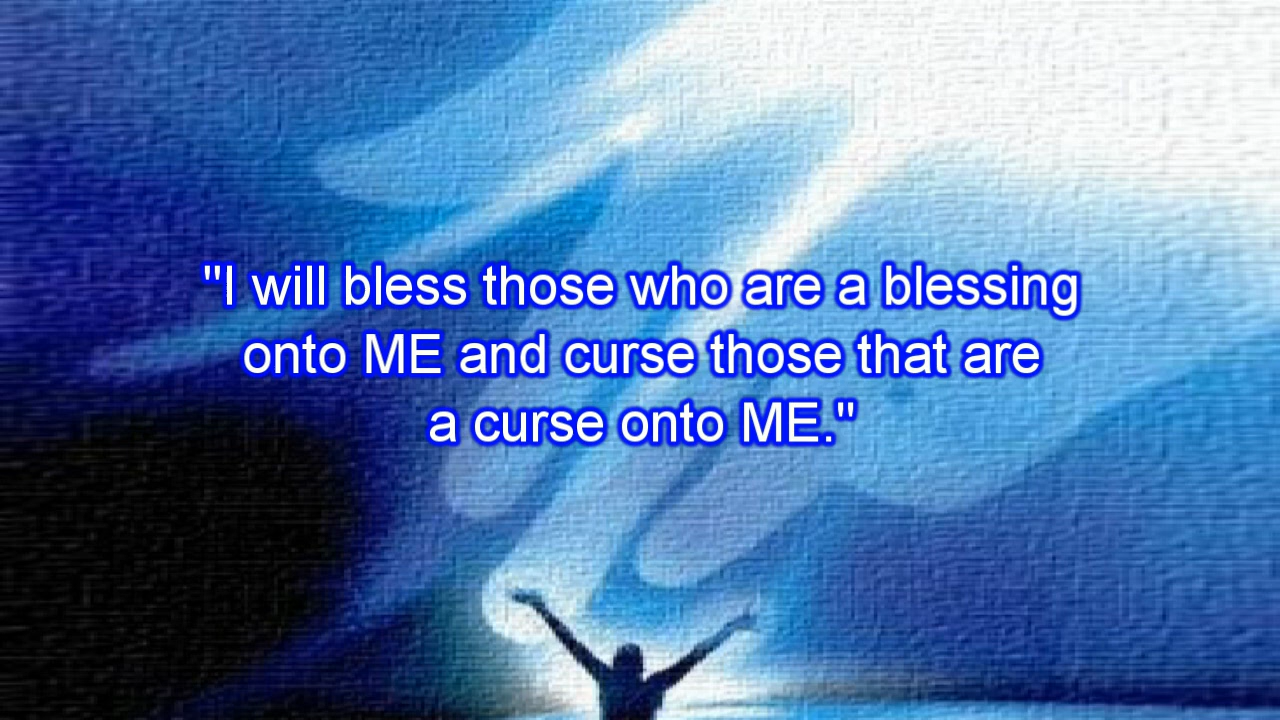 "I will bless those who are a blessing
onto ME and curse those that are
a curse onto ME."